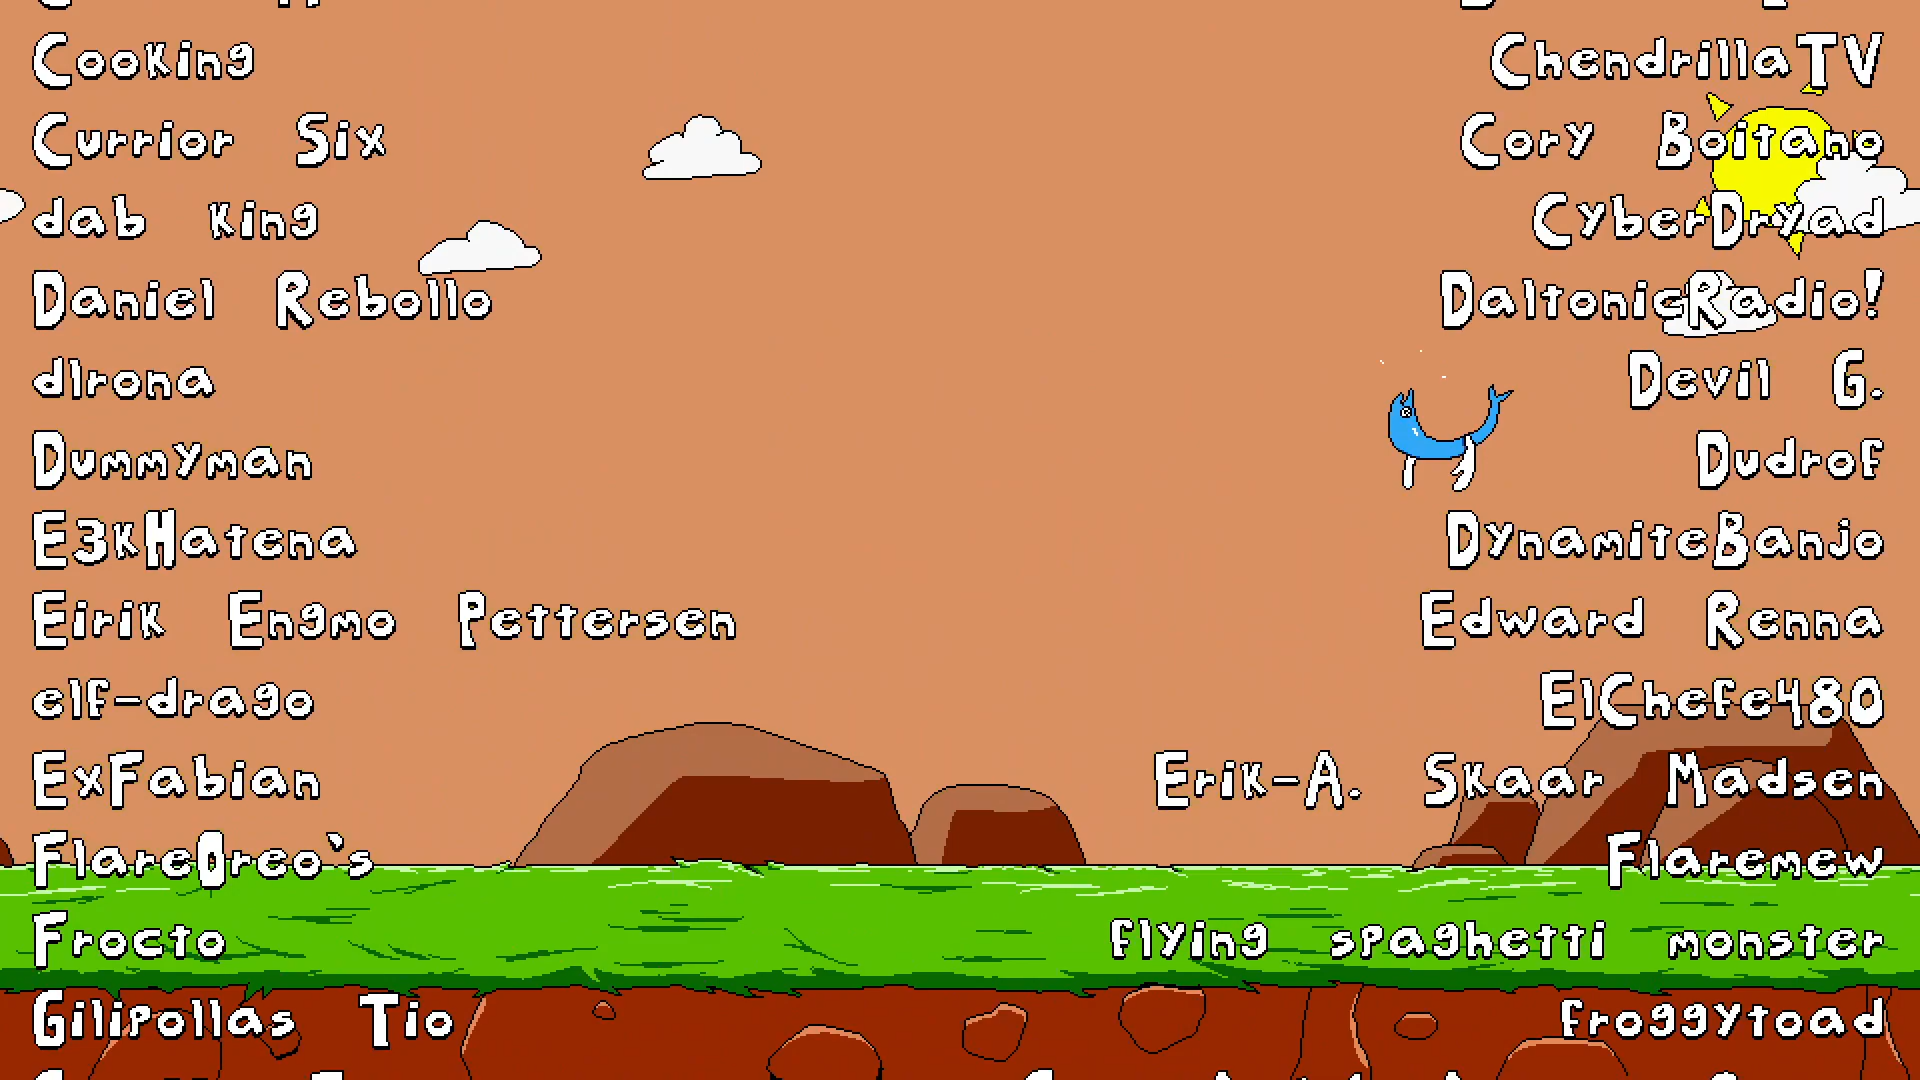 Cooking
ChendrillaTV
Currior Six
Cory Boitano
dab king
CyberDryad
Daniel Rebollo
DaltonicRadio!
dlrona
Devil G.
Dummyman
Dudrof
E3kHatena
DynamiteBanjo
Eirik Engmo Pettersen
Edward Renna
elf-drago
ElChefe480
ExFabian
Erik-A. Skaar Madsen
FlareOreo's
Flaremew
Frocto
flying spaghetti monster
Gilipollas Tio
froggytoad